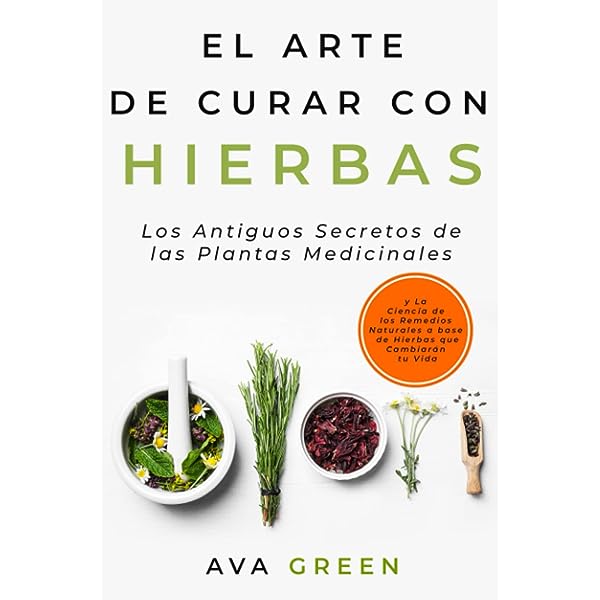 EL ARTE
DE CURAR CON
HIERBAS
Los Antiguos Secretos de
las Plantas Medicinales
y La
Ciencia de
los Remedios
Naturales a base
de Hierbas que
Cambiarán
tu Vida
AVA GREEN